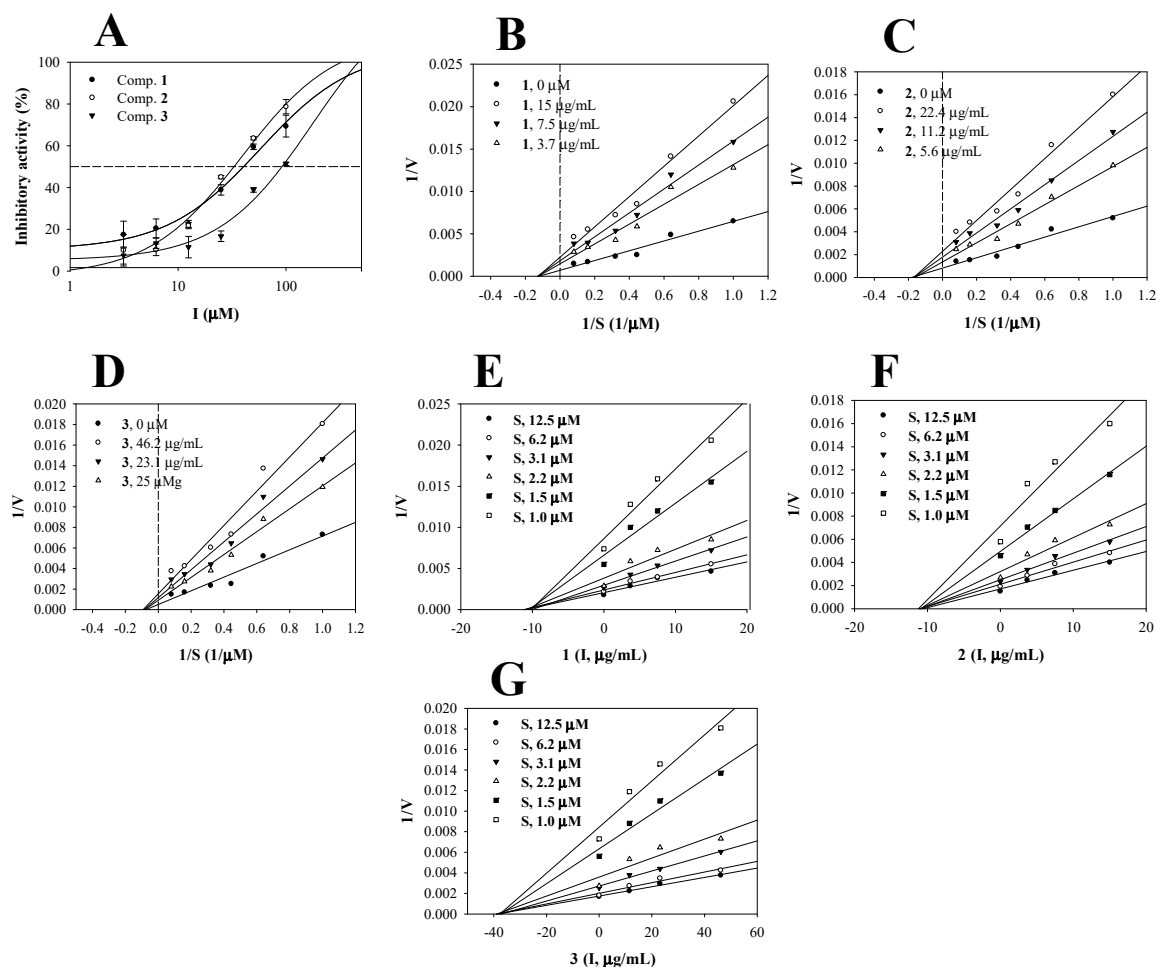 A
B
C
100
80
60
40
20
0
Inhibitory activity (%)
Comp. 1
Comp. 2
Comp. 3
1
10
100
I (µM)
0.025
0.020
0.015
0.010
0.005
0.000
1/V
1, 0 µM
1, 15 µg/mL
1, 7.5 µg/mL
1, 3.7 µg/mL
-0.4 -0.2 0.0 0.2 0.4 0.6 0.8 1.0 1.2
1/S (1/µM)
0.018
0.016
0.014
0.012
0.010
0.008
0.006
0.004
0.002
0.000
1/V
2, 0 µM
2, 22.4 µg/mL
2, 11.2 µg/mL
2, 5.6 µg/mL
-0.4 -0.2 0.0 0.2 0.4 0.6 0.8 1.0 1.2
1/S (1/µM)
D
E
F
0.020
0.018
0.016
0.014
0.012
0.010
0.008
0.006
0.004
0.002
0.000
1/V
3, 0 µM
3, 46.2 µg/mL
3, 23.1 µg/mL
3, 25 µMg
-0.4 -0.2 0.0 0.2 0.4 0.6 0.8 1.0 1.2
1/S (1/µM)
0.025
0.020
0.015
0.010
0.005
0.000
1/V
S, 12.5 µM
S, 6.2 µM
S, 3.1 µM
S, 2.2 µM
S, 1.5 µM
S, 1.0 µM
-20 -10 0 10 20
1 (I, µg/mL)
0.018
0.016
0.014
0.012
0.010
0.008
0.006
0.004
0.002
0.000
1/V
S, 12.5 µM
S, 6.2 µM
S, 3.1 µM
S, 2.2 µM
S, 1.5 µM
S, 1.0 µM
-20 -10 0 10 20
2 (I, µg/mL)
G
0.020
0.018
0.016
0.014
0.012
0.010
0.008
0.006
0.004
0.002
0.000
1/V
S, 12.5 µM
S, 6.2 µM
S, 3.1 µM
S, 2.2 µM
S, 1.5 µM
S, 1.0 µM
-40 -20 0 20 40 60
3 (I, µg/mL)